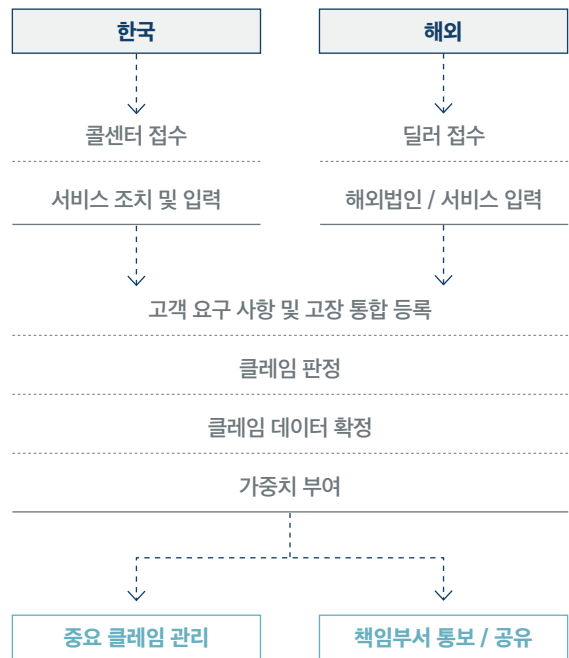 한국
해외
콜센터 접수
딜러 접수
서비스 조치 및 입력
해외법인 / 서비스 입력
고객 요구 사항 및 고장 통합 등록
클레임 판정
클레임 데이터 확정
가중치 부여
중요 클레임 관리
책임부서 통보 / 공유